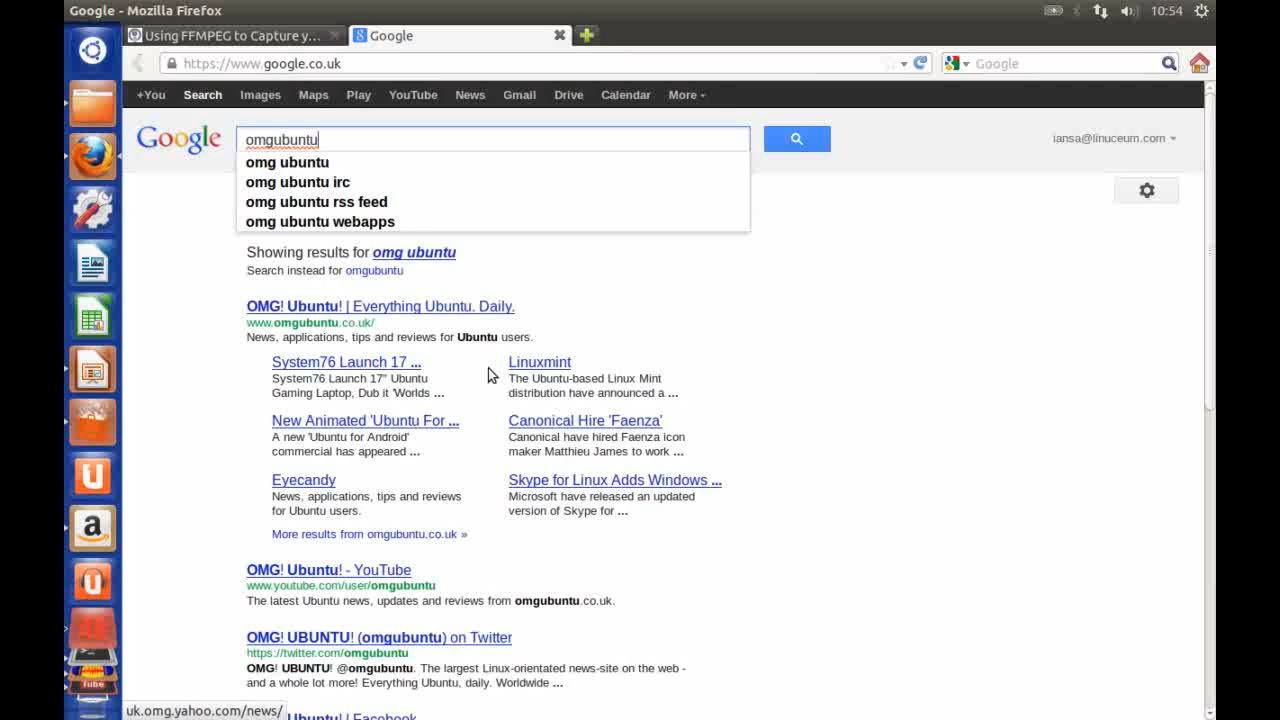 Google - Mozilla Firefox
10:54
Using FFMPEG to Capture y...
Google
https://www.google.co.uk
Google
+You Search Images Maps Play YouTube News Gmail Drive Calendar More
Google
omgubuntu
iansa@linuceum.com
omg ubuntu
omg ubuntu irc
omg ubuntu rss feed
omg ubuntu webapps
Showing results for omg ubuntu
Search instead for omgubuntu
OMG! Ubuntu! | Everything Ubuntu. Daily.
www.omgubuntu.co.uk/
News, applications, tips and reviews for Ubuntu users.
System76 Launch 17 ...
System76 Launch 17" Ubuntu
Gaming Laptop, Dub it 'Worlds ...
Linuxmint
The Ubuntu-based Linux Mint
distribution have announced a ...
New Animated 'Ubuntu For ...
A new 'Ubuntu for Android'
commercial has appeared ...
Canonical Hire 'Faenza'
Canonical have hired Faenza icon
maker Matthieu James to work ...
Eyecandy
News, applications, tips and reviews
for Ubuntu users.
Skype for Linux Adds Windows ...
Microsoft have released an updated
version of Skype for ...
More results from omgubuntu.co.uk »
OMG! Ubuntu! - YouTube
www.youtube.com/user/omgubuntu
The latest Ubuntu news, updates and reviews from omgubuntu.co.uk.
OMG! UBUNTU! (omgubuntu) on Twitter
https://twitter.com/omgubuntu
OMG! UBUNTU! @omgubuntu. The largest Linux-orientated news-site on the web -
and a whole lot more! Everything Ubuntu, daily. Worldwide ...
Tube
uk.omg.yahoo.com/news/
Ubuntu! | Facebook